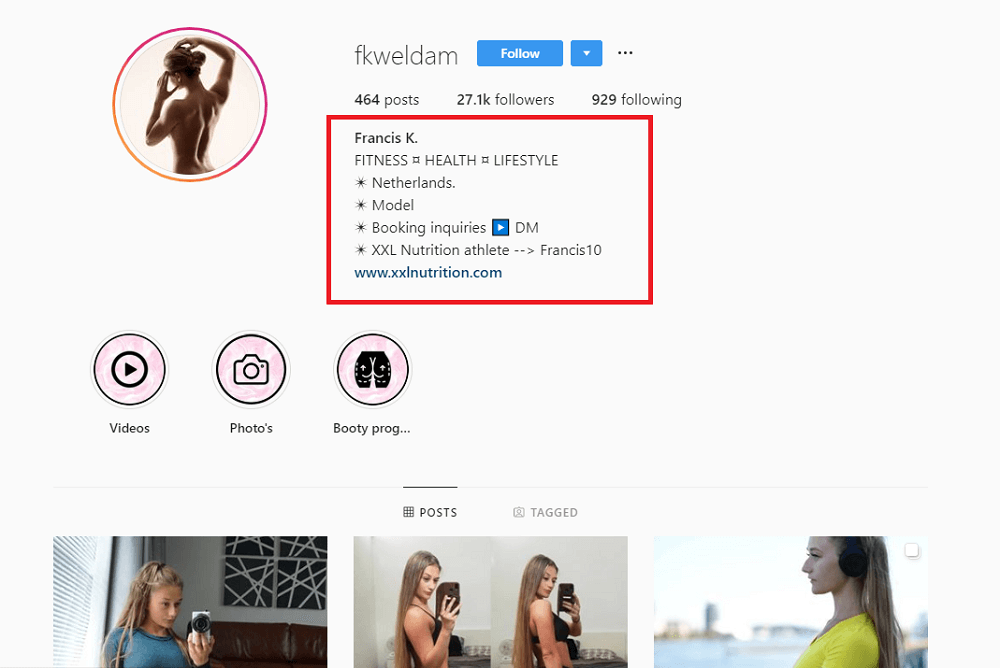 fkweldam Follow ...
464 posts 27.1k followers 929 following
Francis K.
FITNESS ¤ HEALTH ¤ LIFESTYLE
✴ Netherlands.
✴ Model
✴ Booking inquiries ▶️ DM
✴ XXL Nutrition athlete --> Francis10
www.xxlnutrition.com
Videos Photo's Booty prog...
POSTS TAGGED